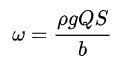 ω = ρgQS / b